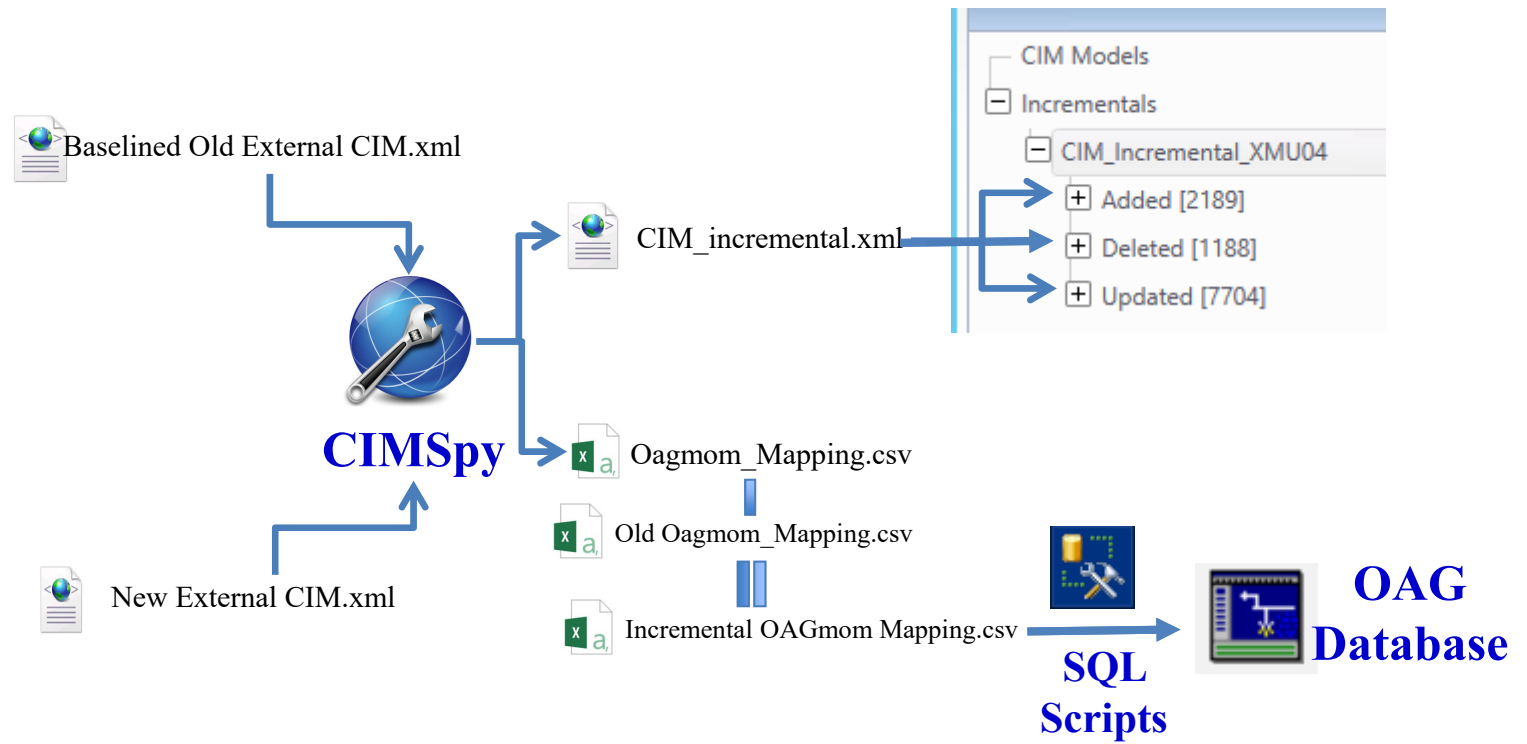 CIM Models
Incrementals
CIM_Incremental_XMU04
Added [2189]
Deleted [1188]
Updated [7704]
Baselined Old External CIM.xml
CIM_incremental.xml
CIMSpy
Oagmom_Mapping.csv
Old Oagmom_Mapping.csv
New External CIM.xml
Incremental OAGmom Mapping.csv
SQL
Scripts
OAG
Database